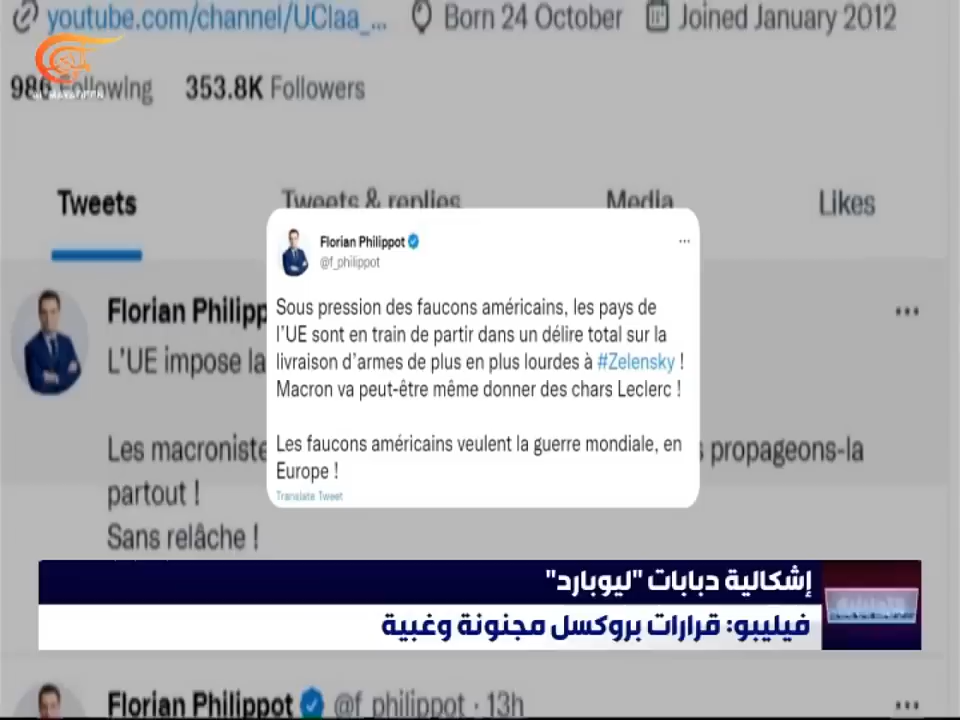 youtube.com/channel/UClaa_... Born 24 October Joined January 2012
986 Following 353.8K Followers
AL MAYADEEN
Tweets Tweets & replies Media Likes
Florian Philippot
@f_philippot
Sous pression des faucons américains, les pays de
l'UE sont en train de partir dans un délire total sur la
livraison d'armes de plus en plus lourdes à #Zelensky !
Macron va peut-être même donner des chars Leclerc !
Les faucons américains veulent la guerre mondiale, en
Europe !
Translate Tweet
Florian Philipp
L'UE impose la
Les macroniste
s propageons-la
partout !
Sans relâche !
إشكالية دبابات "ليوبارد"
فيليبو: قرارات بروكسل مجنونة وغبية
Florian Philippot @f_philippot · 13h